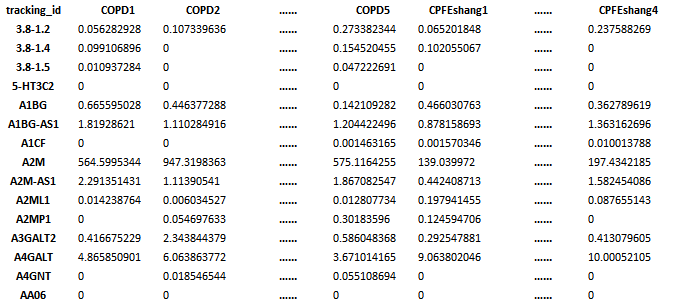 tracking_id COPD1 COPD2 ...... COPD5 CPFEshang1 ...... CPFEshang4
3.8-1.2 0.056282928 0.107339636 ...... 0.273382344 0.065201848 ...... 0.237588269
3.8-1.4 0.099106896 0 ...... 0.154520455 0.102055067 ...... 0
3.8-1.5 0.010937284 0 ...... 0.047222691 0 ...... 0
5-HT3C2 0 0 ...... 0 0 ...... 0
A1BG 0.665595028 0.446377288 ...... 0.142109282 0.466030763 ...... 0.362789619
A1BG-AS1 1.81928621 1.110284916 ...... 1.204422496 0.878158693 ...... 1.363162696
A1CF 0 0 ...... 0.001463165 0.001570346 ...... 0.010013788
A2M 564.5995344 947.3198363 ...... 575.1164255 139.039972 ...... 197.4342185
A2M-AS1 2.291351431 1.11390541 ...... 1.867082547 0.442408713 ...... 1.582454086
A2ML1 0.014238764 0.006034527 ...... 0.012807734 0.197941455 ...... 0.087655143
A2MP1 0 0.054697633 ...... 0.30183596 0.124594706 ...... 0
A3GALT2 0.416675229 2.343844379 ...... 0.586048368 0.292547881 ...... 0.413079605
A4GALT 4.865850901 6.063863772 ...... 3.671014165 9.063802046 ...... 10.00052105
A4GNT 0 0.018546544 ...... 0.055108694 0 ...... 0
AA06 0 0 ...... 0 0 ...... 0